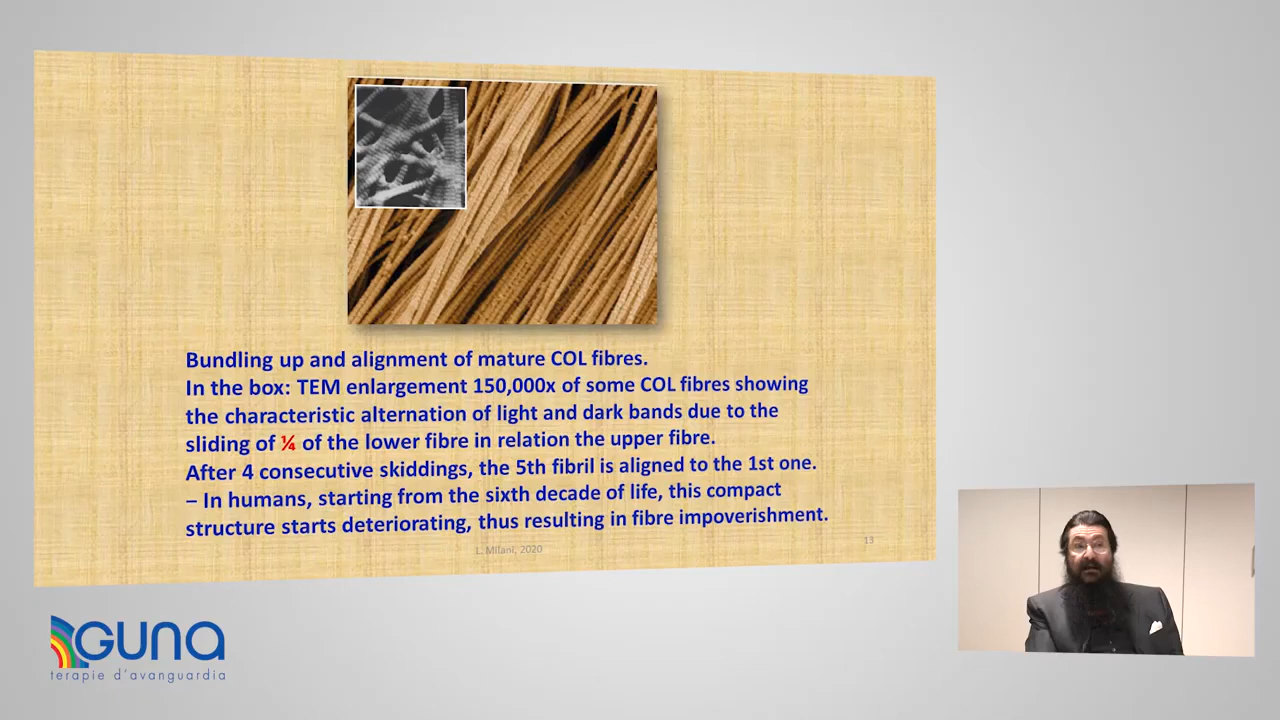 Bundling up and alignment of mature COL fibres.
In the box: TEM enlargement 150,000x of some COL fibres showing
the characteristic alternation of light and dark bands due to the
sliding of ¼ of the lower fibre in relation the upper fibre.
After 4 consecutive skiddings, the 5th fibril is aligned to the 1st one.
– In humans, starting from the sixth decade of life, this compact
structure starts deteriorating, thus resulting in fibre impoverishment.
L. Milani, 2020
13
GUNA
terapie d'avanguardia